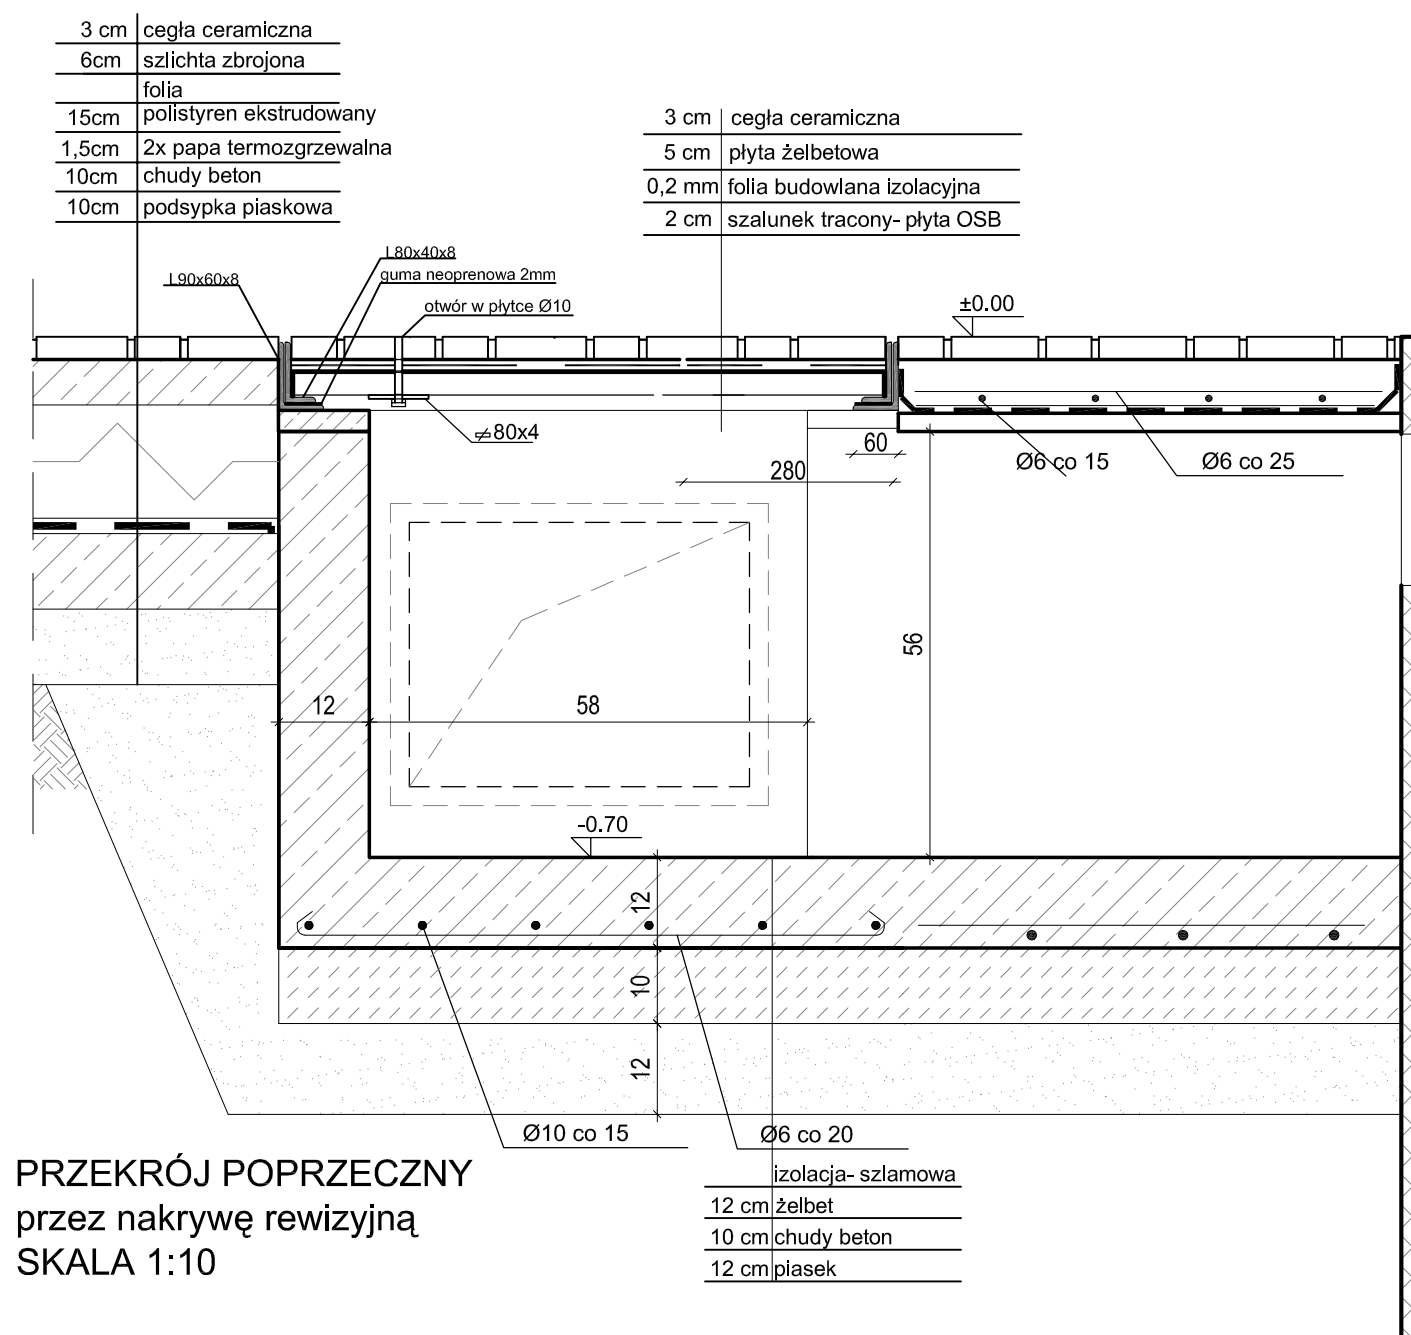 3 cm cegła ceramiczna
6cm szlichta zbrojona
folia
15cm polistyren ekstrudowany
1,5cm 2x papa termozgrzewalna
10cm chudy beton
10cm podsypka piaskowa
3 cm cegła ceramiczna
5 cm płyta żelbetowa
0,2 mm folia budowlana izolacyjna
2 cm szalunek tracony- płyta OSB
L80x40x8
L90x60x8
guma neoprenowa 2mm
otwór w płytce Ø10
±0.00
80x4
60
280
Ø6 co 15
Ø6 co 25
56
12
58
-0.70
12
10
12
Ø10 co 15
Ø6 co 20
izolacja- szlamowa
12 cm żelbet
10 cm chudy beton
12 cm piasek
PRZEKRÓJ POPRZECZNY
przez nakrywę rewizyjną
SKALA 1:10